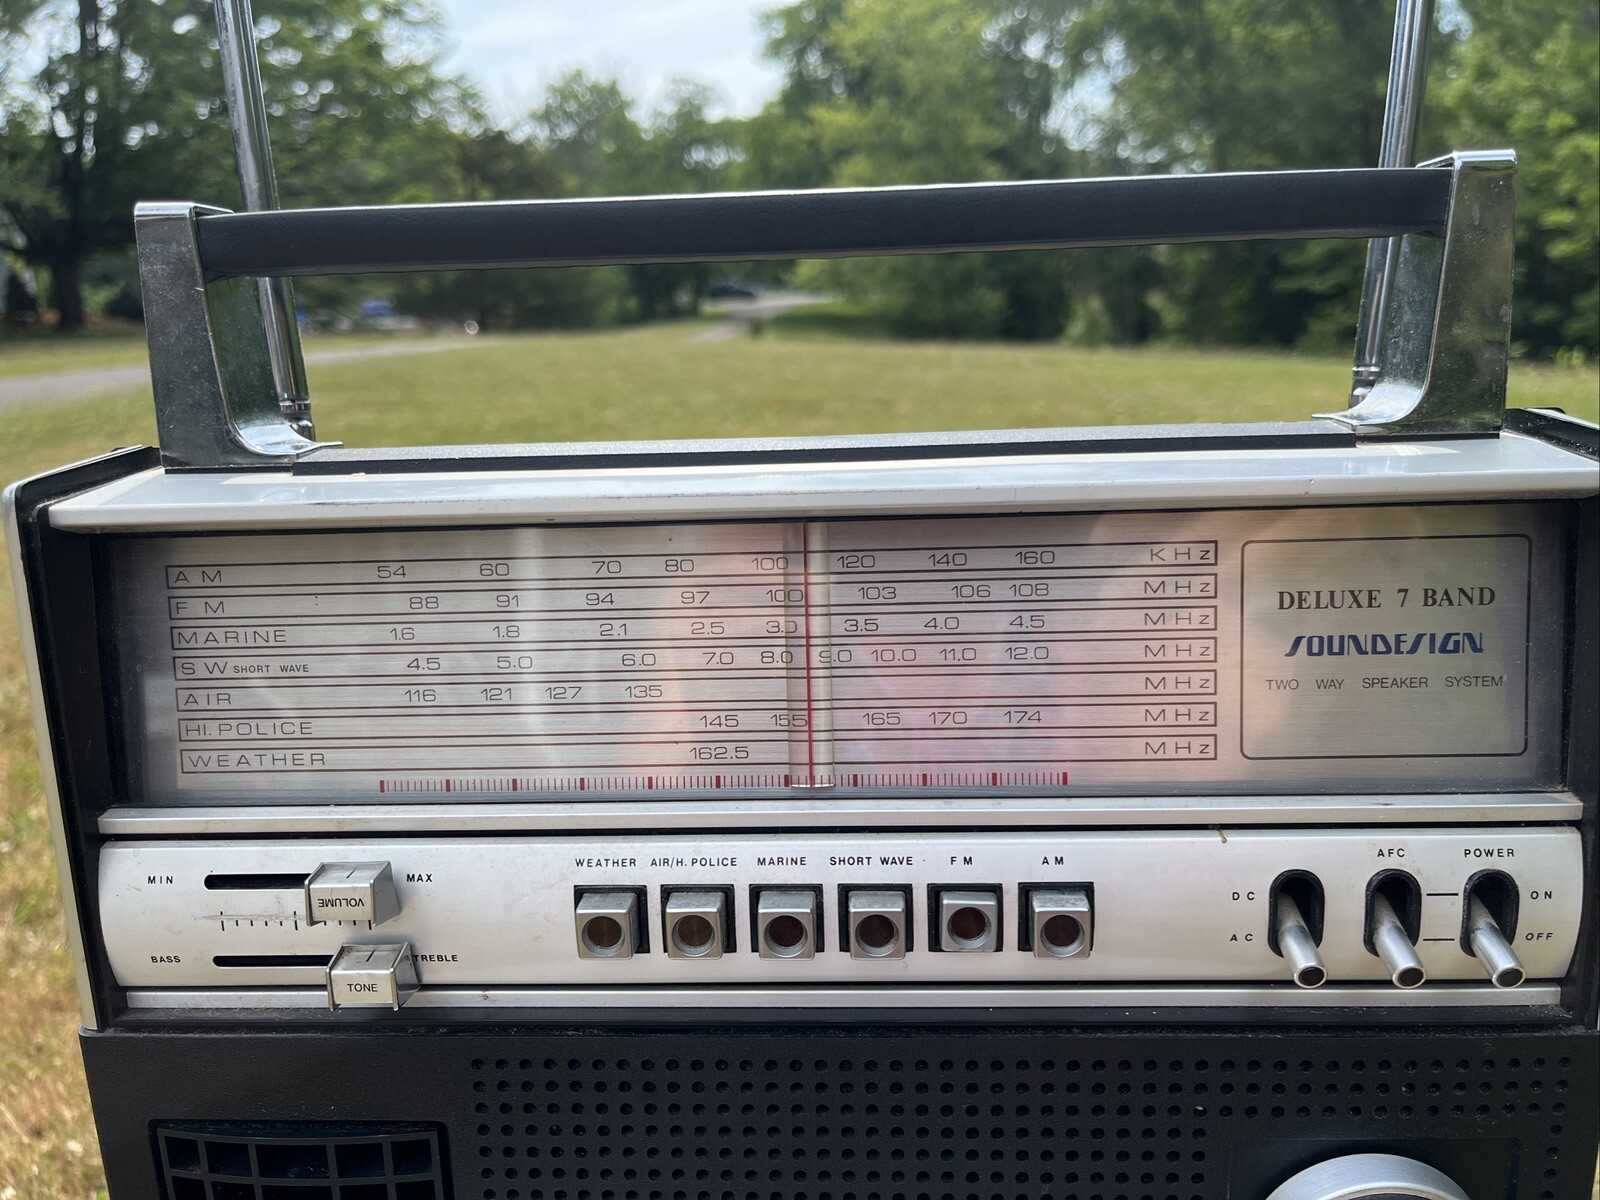 AM 54 60 70 80 100 120 140 160 KHz
FM 88 91 94 97 100 103 106 108 MHz
MARINE 1.6 1.8 2.1 2.5 3.0 3.5 4.0 4.5 MHz
SW SHORT WAVE 4.5 5.0 6.0 7.0 8.0 9.0 10.0 11.0 12.0 MHz
AIR 116 121 127 135 MHz
HI. POLICE 145 155 165 170 174 MHz
WEATHER 162.5 MHz
DELUXE 7 BAND
SOUNDESIGN
TWO WAY SPEAKER SYSTEM
MIN MAX
VOLUME
BASS TREBLE
TONE
WEATHER AIR/H. POLICE MARINE SHORT WAVE FM AM
AFC POWER
DC ON
AC OFF